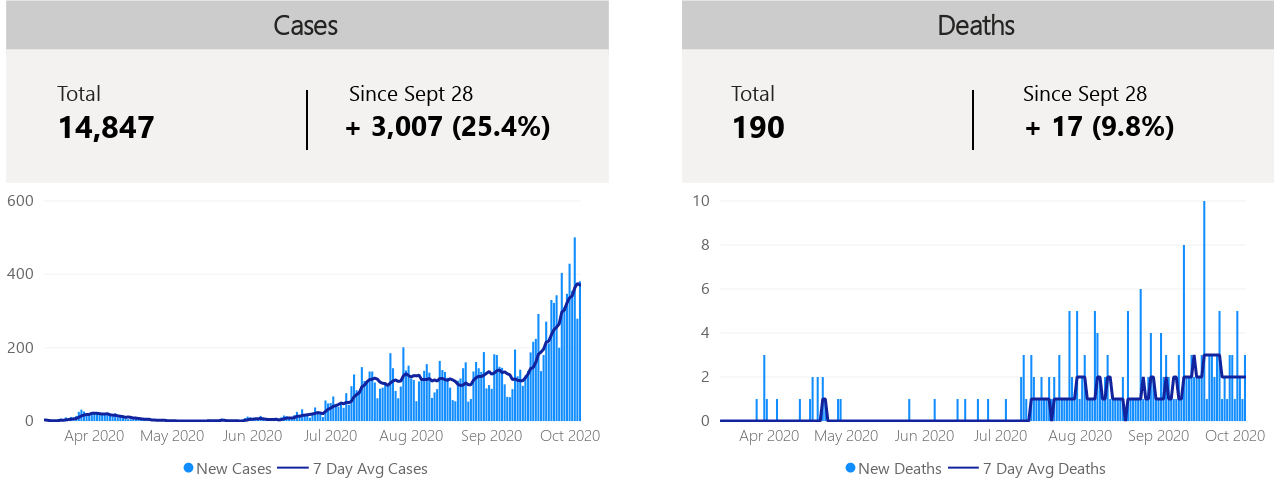 Cases
Total
14,847
Since Sept 28
+ 3,007 (25.4%)
600
400
200
0
Apr 2020 May 2020 Jun 2020 Jul 2020 Aug 2020 Sep 2020 Oct 2020
New Cases 7 Day Avg Cases
Deaths
Total
190
Since Sept 28
+ 17 (9.8%)
10
8
6
4
2
0
Apr 2020 May 2020 Jun 2020 Jul 2020 Aug 2020 Sep 2020 Oct 2020
New Deaths 7 Day Avg Deaths